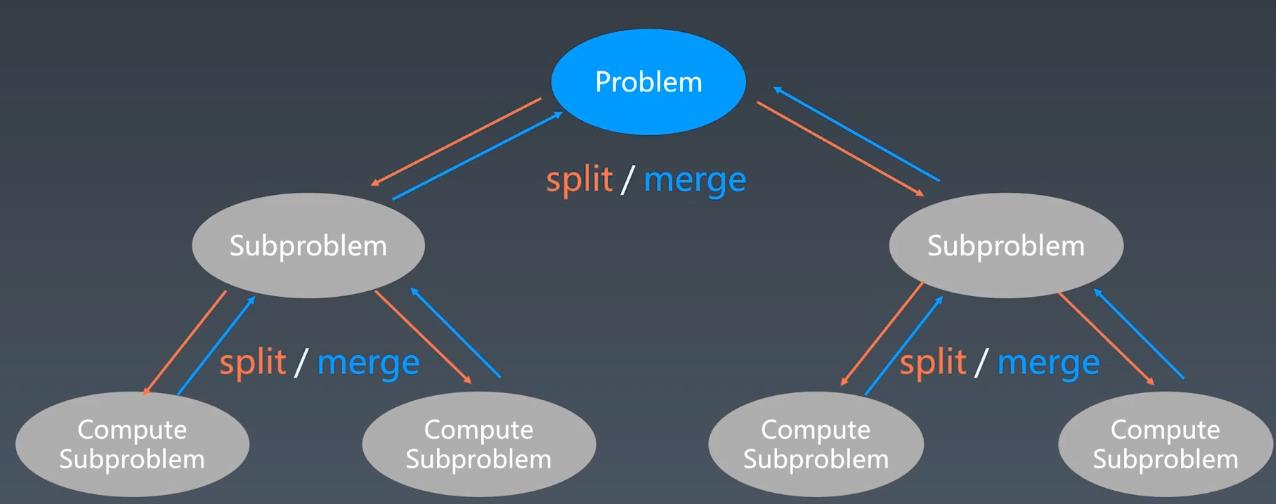 Problem
split / merge
Subproblem
Subproblem
split / merge
split / merge
Compute
Subproblem
Compute
Subproblem
Compute
Subproblem
Compute
Subproblem